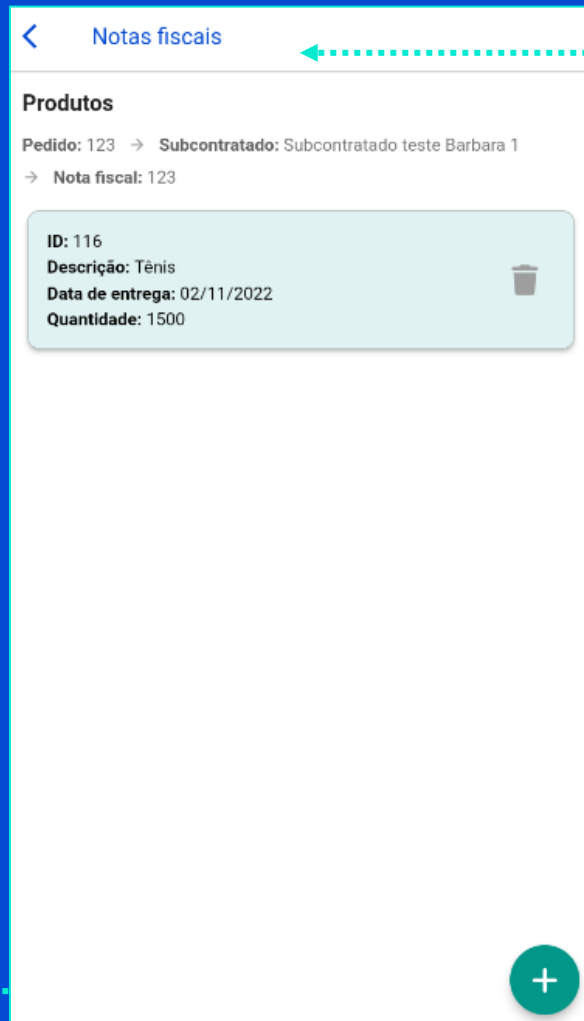 Notas fiscais
Produtos
Pedido: 123 → Subcontratado: Subcontratado teste Barbara 1
→ Nota fiscal: 123
ID: 116
Descrição: Tênis
Data de entrega: 02/11/2022
Quantidade: 1500